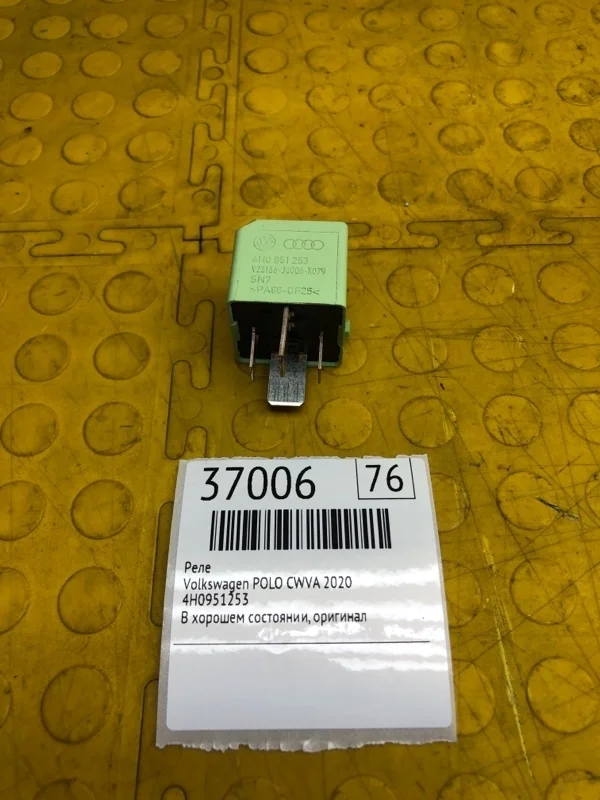 4H0 951 253
V23136-J0006-X079
5N7
>PA66-GF25<
37006 76
Реле
Volkswagen POLO CWVA 2020
4H0951253
В хорошем состоянии, оригинал